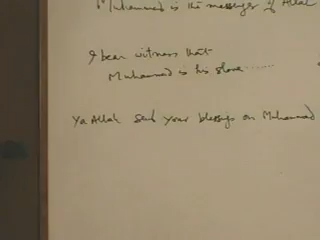 Muhammad is the messenger of Allah
I bear witness that
Muhammad is his slave ......
Ya Allah send your blessings on Muhammad